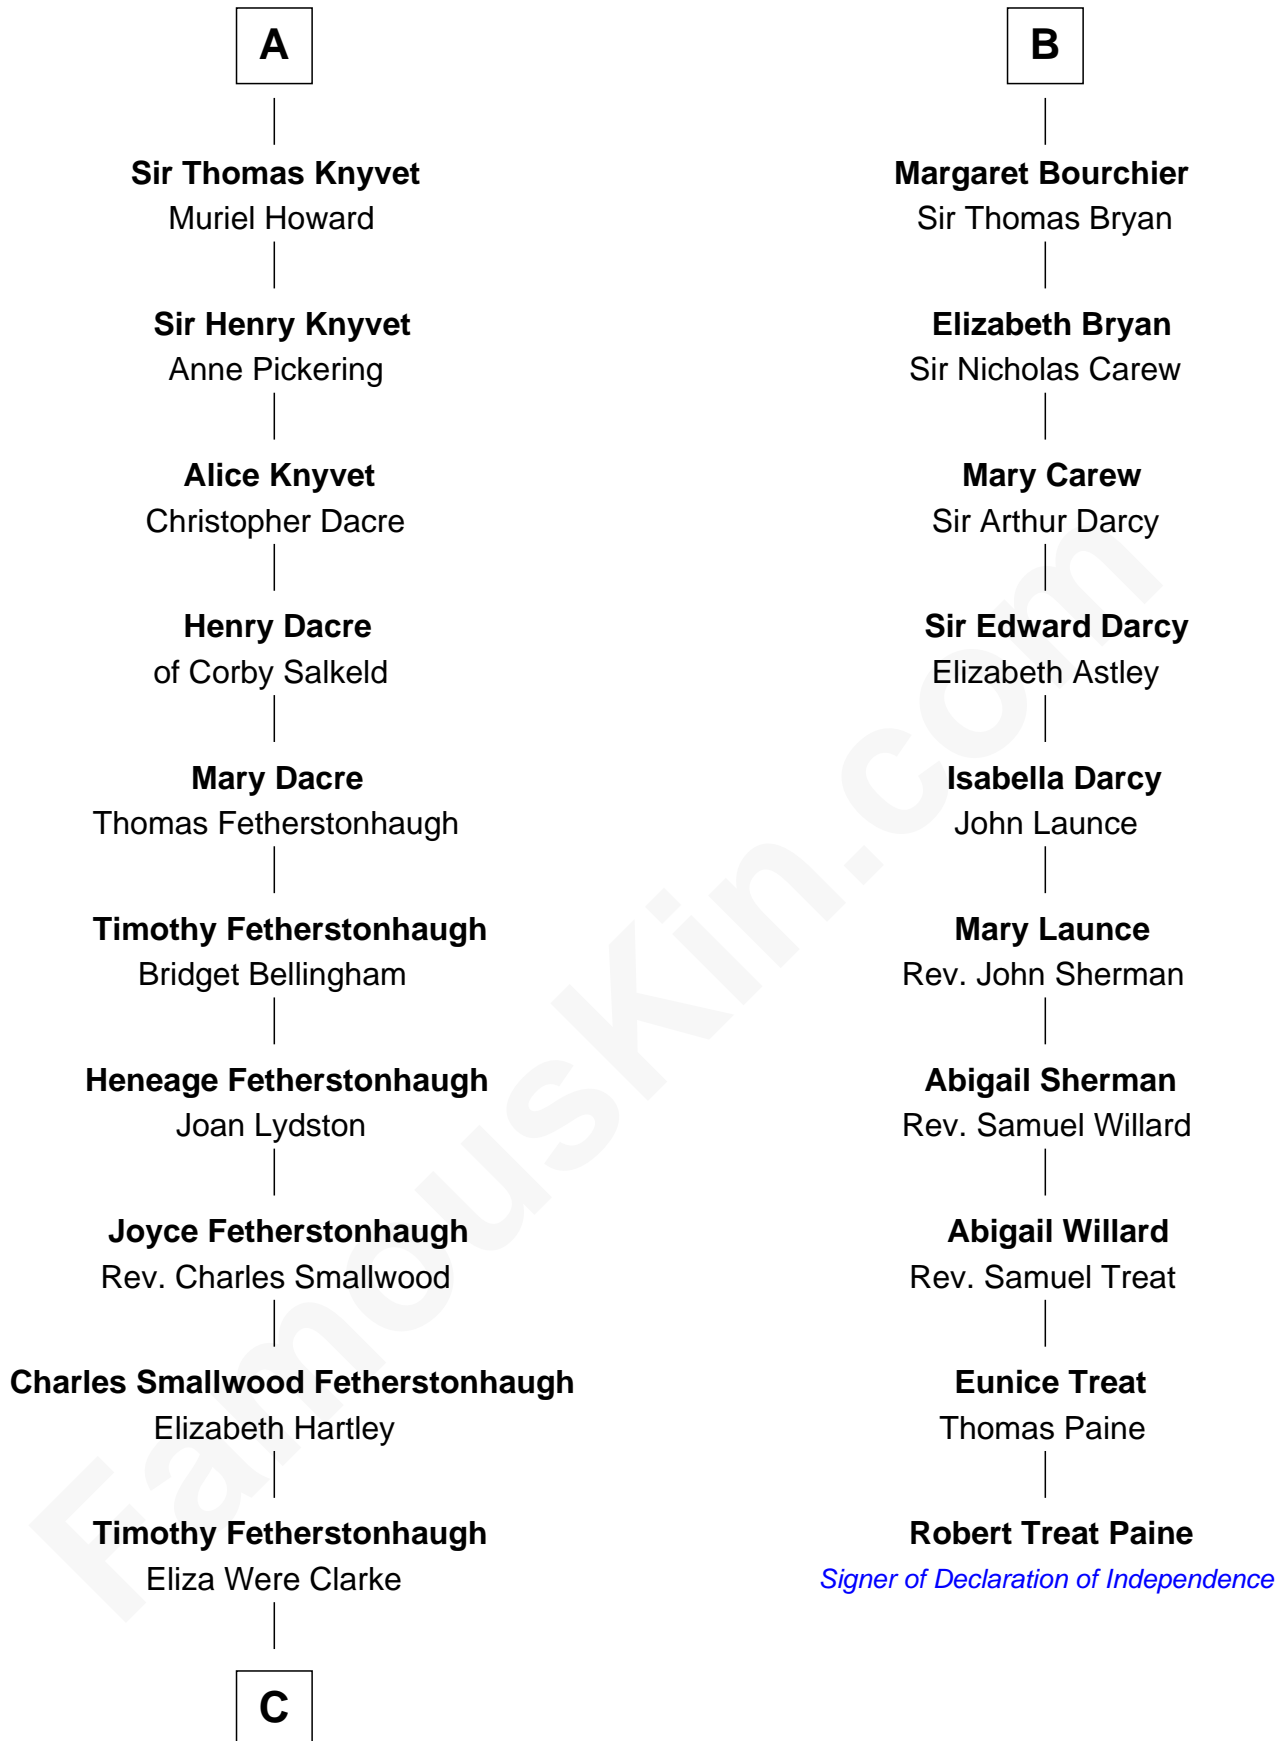 A
Sir Thomas Knyvet
Muriel Howard
Sir Henry Knyvet
Anne Pickering
Alice Knyvet
Christopher Dacre
Henry Dacre
of Corby Salkeld
Mary Dacre
Thomas Fetherstonhaugh
Timothy Fetherstonhaugh
Bridget Bellingham
Heneage Fetherstonhaugh
Joan Lydston
Joyce Fetherstonhaugh
Rev. Charles Smallwood
Charles Smallwood Fetherstonhaugh
Elizabeth Hartley
Timothy Fetherstonhaugh
Eliza Were Clarke
C
B
Margaret Bourchier
Sir Thomas Bryan
Elizabeth Bryan
Sir Nicholas Carew
Mary Carew
Sir Arthur Darcy
Sir Edward Darcy
Elizabeth Astley
Isabella Darcy
John Launce
Mary Launce
Rev. John Sherman
Abigail Sherman
Rev. Samuel Willard
Abigail Willard
Rev. Samuel Treat
Eunice Treat
Thomas Paine
Robert Treat Paine
Signer of Declaration of Independence
FamousKin.com